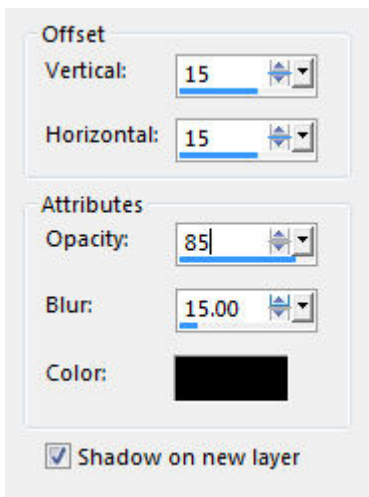 Offset
Vertical: 15
Horizontal: 15
Attributes
Opacity: 85
Blur: 15.00
Color:
Shadow on new layer